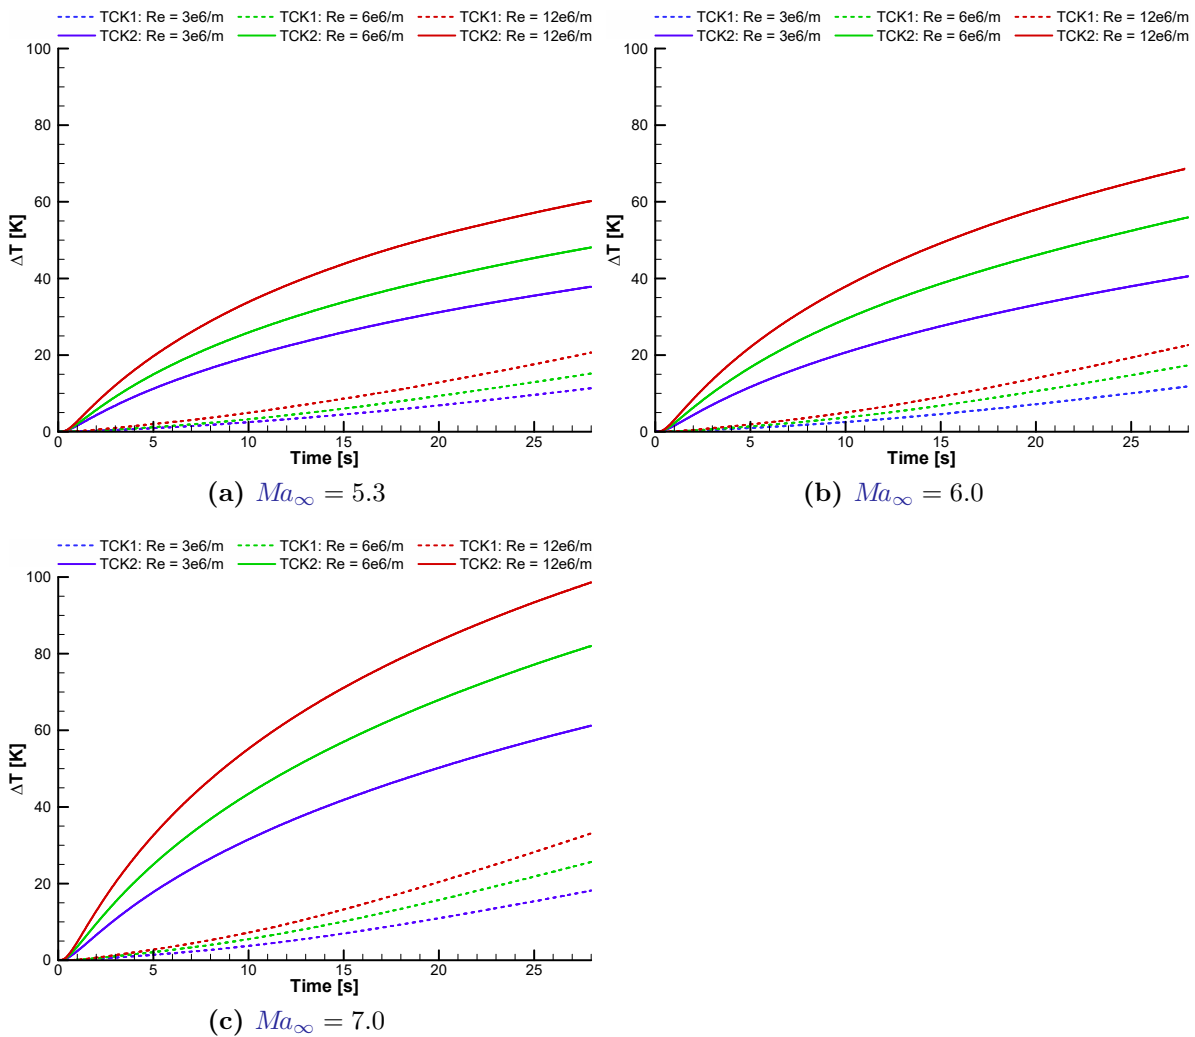 TCK1: Re = 3e6/m TCK1: Re = 6e6/m TCK1: Re = 12e6/m
TCK2: Re = 3e6/m TCK2: Re = 6e6/m TCK2: Re = 12e6/m
100
80
60
40
20
0
ΔT [K]
0 5 10 15 20 25
Time [s]
(a) Ma∞ = 5.3
TCK1: Re = 3e6/m TCK1: Re = 6e6/m TCK1: Re = 12e6/m
TCK2: Re = 3e6/m TCK2: Re = 6e6/m TCK2: Re = 12e6/m
100
80
60
40
20
0
ΔT [K]
0 5 10 15 20 25
Time [s]
(b) Ma∞ = 6.0
TCK1: Re = 3e6/m TCK1: Re = 6e6/m TCK1: Re = 12e6/m
TCK2: Re = 3e6/m TCK2: Re = 6e6/m TCK2: Re = 12e6/m
100
80
60
40
20
0
ΔT [K]
0 5 10 15 20 25
Time [s]
(c) Ma∞ = 7.0